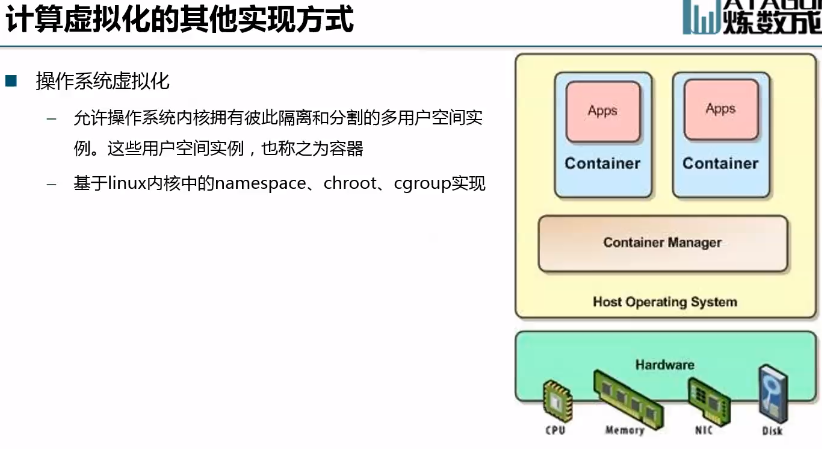 计算虚拟化的其他实现方式
炼数成
操作系统虚拟化
– 允许操作系统内核拥有彼此隔离和分割的多用户空间实
例。这些用户空间实例，也称之为容器
– 基于linux内核中的namespace、chroot、cgroup实现
Apps
Apps
Container
Container
Container Manager
Host Operating System
Hardware
CPU
Memory
NIC
Disk